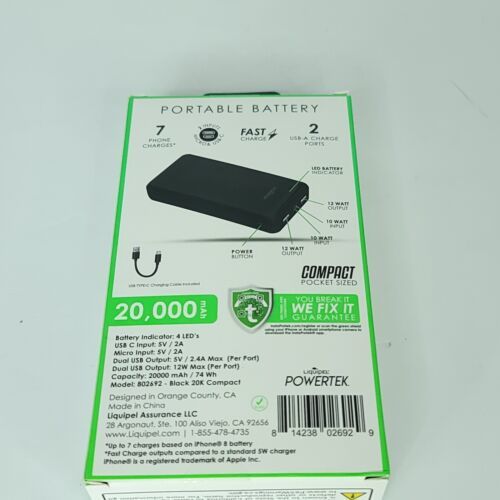 PORTABLE BATTERY
7
PHONE
CHARGES*
2 INPUTS
MICRO & USB-C
FAST
CHARGE
2
USB-A CHARGE
PORTS
LED BATTERY
INDICATOR
12 WATT
OUTPUT
10 WATT
INPUT
10 WATT
INPUT
12 WATT
OUTPUT
POWER
BUTTON
USB TYPE-C Charging Cable Included
COMPACT
POCKET SIZED
20,000 mAh
YOU BREAK IT
WE FIX IT
GUARANTEE
Battery Indicator: 4 LED's
USB C Input: 5V / 2A
Micro Input: 5V / 2A
Dual USB Output: 5V / 2.4A Max (Per Port)
Dual USB Output: 12W Max (Per Port)
Capacity: 20000 mAh / 74 Wh
Model: 802692 - Black 20K Compact
Designed in Orange County, CA
Made in China
Liquipel Assurance LLC
28 Argonaut, Ste. 100 Aliso Viejo, CA 92656
www.Liquipel.com | 1-855-478-4735
*Up to 7 charges based on iPhone® 8 battery
*Fast Charge outputs compared to a standard 5W charger
iPhone® is a registered trademark of Apple Inc.
LIQUIPEL
POWERTEK
8 14238 02692 9